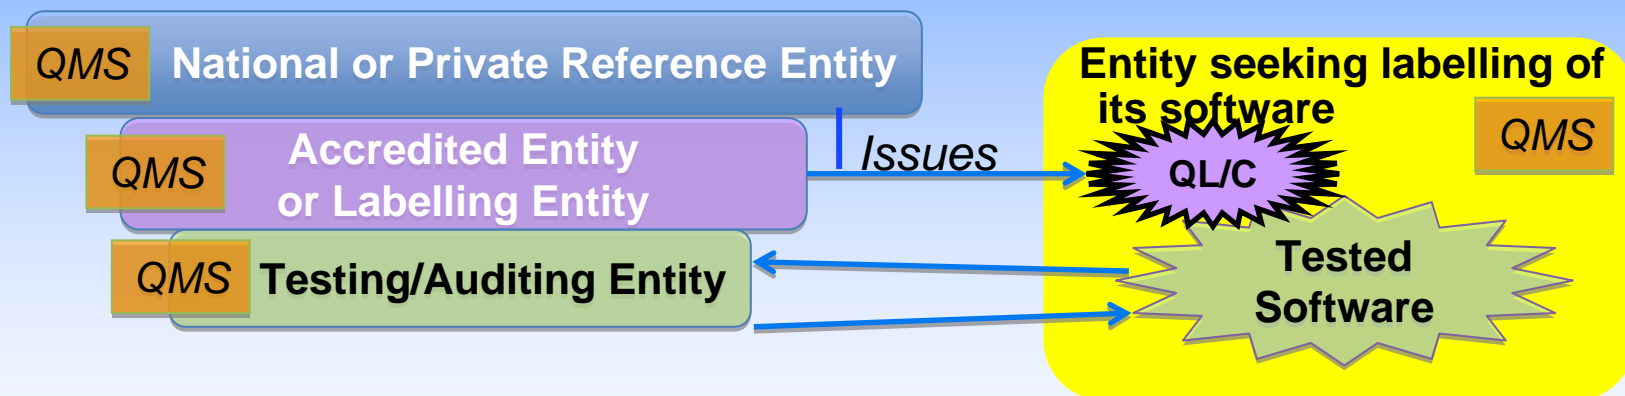 QMS
National or Private Reference Entity
QMS
Accredited Entity
or Labelling Entity
QMS
Testing/Auditing Entity
Issues
Entity seeking labelling of
its software
QMS
QL/C
Tested
Software